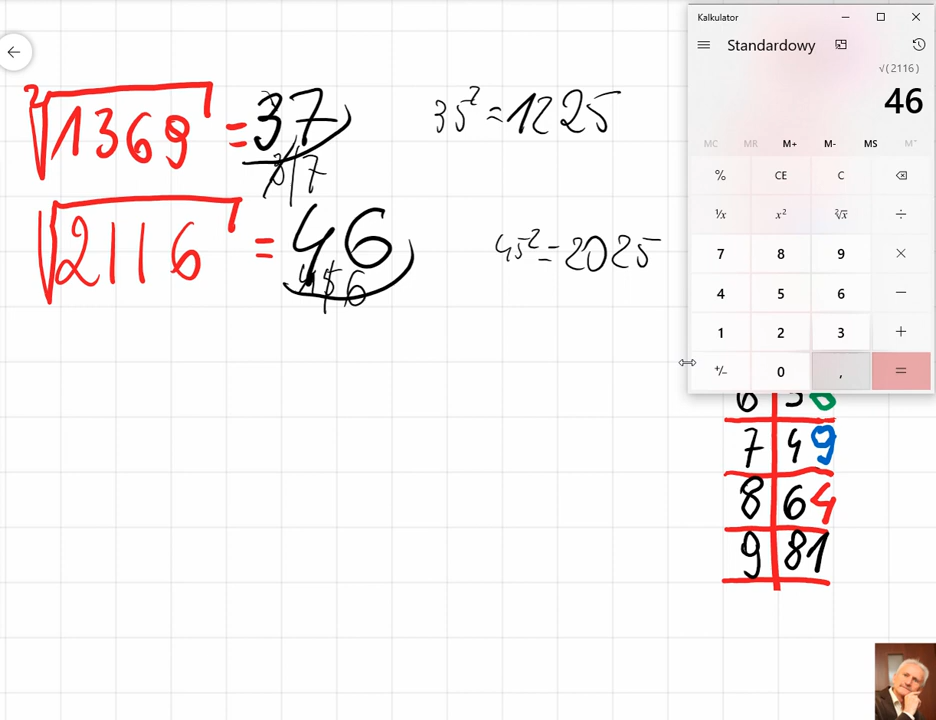 ²√1369 = 37
3/7
35² = 1225
√2116 = 46
4/6
45² = 2025
Kalkulator
Standardowy
√(2116)
46
MC MR M+ M- MS M˅
% CE C
¹/x x² ²√x ÷
7 8 9 ×
4 5 6 −
1 2 3 +
+/− 0 , =
6 36
7 49
8 64
9 81